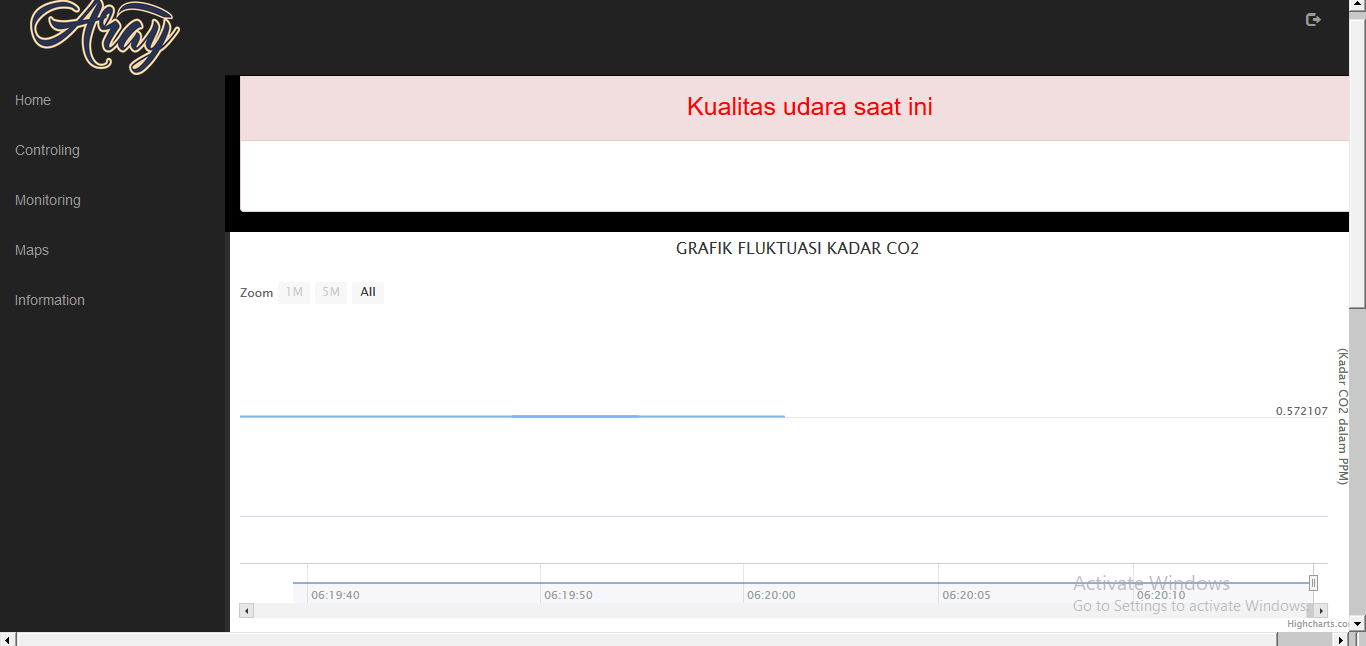 Aray
Home
Controling
Monitoring
Maps
Information
Kualitas udara saat ini
GRAFIK FLUKTUASI KADAR CO2
Zoom 1M 5M All
0.572107
(Kadar CO2 dalam PPM)
06:19:40 06:19:50 06:20:00 06:20:05 06:20:10
Activate Windows
Go to Settings to activate Windows
Highcharts.co